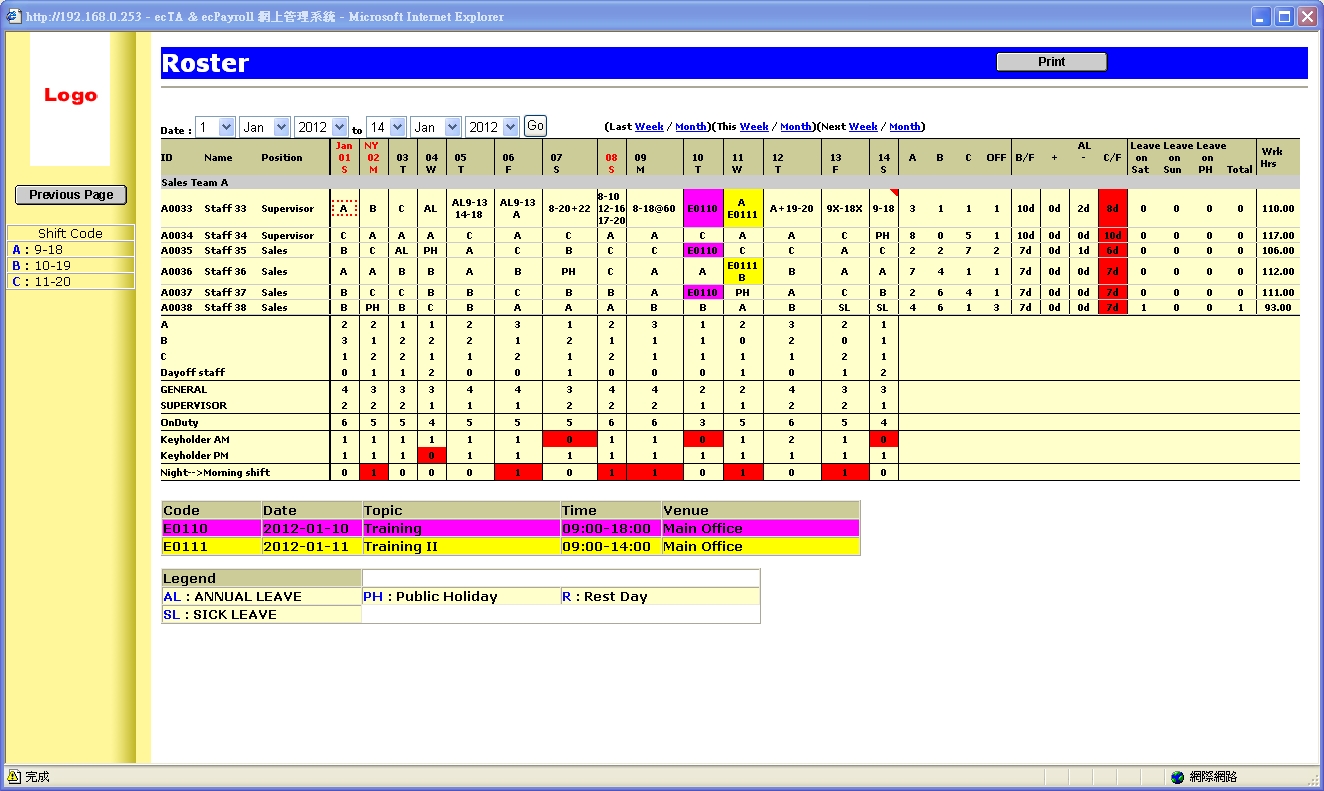 http://192.168.0.253 - ecTA & ecPayroll 網上管理系統 - Microsoft Internet Explorer
Logo
Previous Page
Shift Code
A : 9-18
B : 10-19
C : 11-20
Roster Print
Date : 1 Jan 2012 to 14 Jan 2012 Go (Last Week / Month)(This Week / Month)(Next Week / Month)
ID Name Position Jan 01 S NY 02 M 03 T 04 W 05 T 06 F 07 S 08 S 09 M 10 T 11 W 12 T 13 F 14 S A B C OFF B/F + AL - C/F Leave on Sat Leave on Sun Leave on PH Total Wrk Hrs
Sales Team A
A0033 Staff 33 Supervisor A B C AL AL9-13 14-18 AL9-13 A 8-20+22 8-10 12-16 17-20 8-18@60 E0110 A E0111 A+19-20 9X-18X 9-18 3 1 1 1 10d 0d 2d 8d 0 0 0 0 110.00
A0034 Staff 34 Supervisor C A A A C A C A A C A A C PH 8 0 5 1 10d 0d 0d 10d 0 0 0 0 117.00
A0035 Staff 35 Sales B C AL PH A C B C C E0110 C C A C 2 2 7 2 7d 0d 1d 6d 0 0 0 0 106.00
A0036 Staff 36 Sales A A B B A B PH C A A E0111 B B A A 7 4 1 1 7d 0d 0d 7d 0 0 0 0 112.00
A0037 Staff 37 Sales B C C B B C B B A E0110 PH A C B 2 6 4 1 7d 0d 0d 7d 0 0 0 0 111.00
A0038 Staff 38 Sales B PH B C B A A A B B A B SL SL 4 6 1 3 7d 0d 0d 7d 1 0 0 1 93.00
A 2 2 1 1 2 3 1 2 3 1 2 3 2 1
B 3 1 2 2 2 1 2 1 1 1 0 2 0 1
C 1 2 2 1 1 2 1 2 1 1 1 1 2 1
Dayoff staff 0 1 1 2 0 0 1 0 0 0 1 0 1 2
GENERAL 4 3 3 3 4 4 3 4 4 2 2 4 3 3
SUPERVISOR 2 2 2 1 1 1 2 2 2 1 1 2 2 1
OnDuty 6 5 5 4 5 5 5 6 6 3 5 6 5 4
Keyholder AM 1 1 1 1 1 1 0 1 1 0 1 2 1 0
Keyholder PM 1 1 1 0 1 1 1 1 1 1 1 1 1 1
Night-->Morning shift 0 1 0 0 0 1 0 1 1 0 1 0 1 0
Code Date Topic Time Venue
E0110 2012-01-10 Training 09:00-18:00 Main Office
E0111 2012-01-11 Training II 09:00-14:00 Main Office
Legend
AL : ANNUAL LEAVE PH : Public Holiday R : Rest Day
SL : SICK LEAVE
完成 網際網路